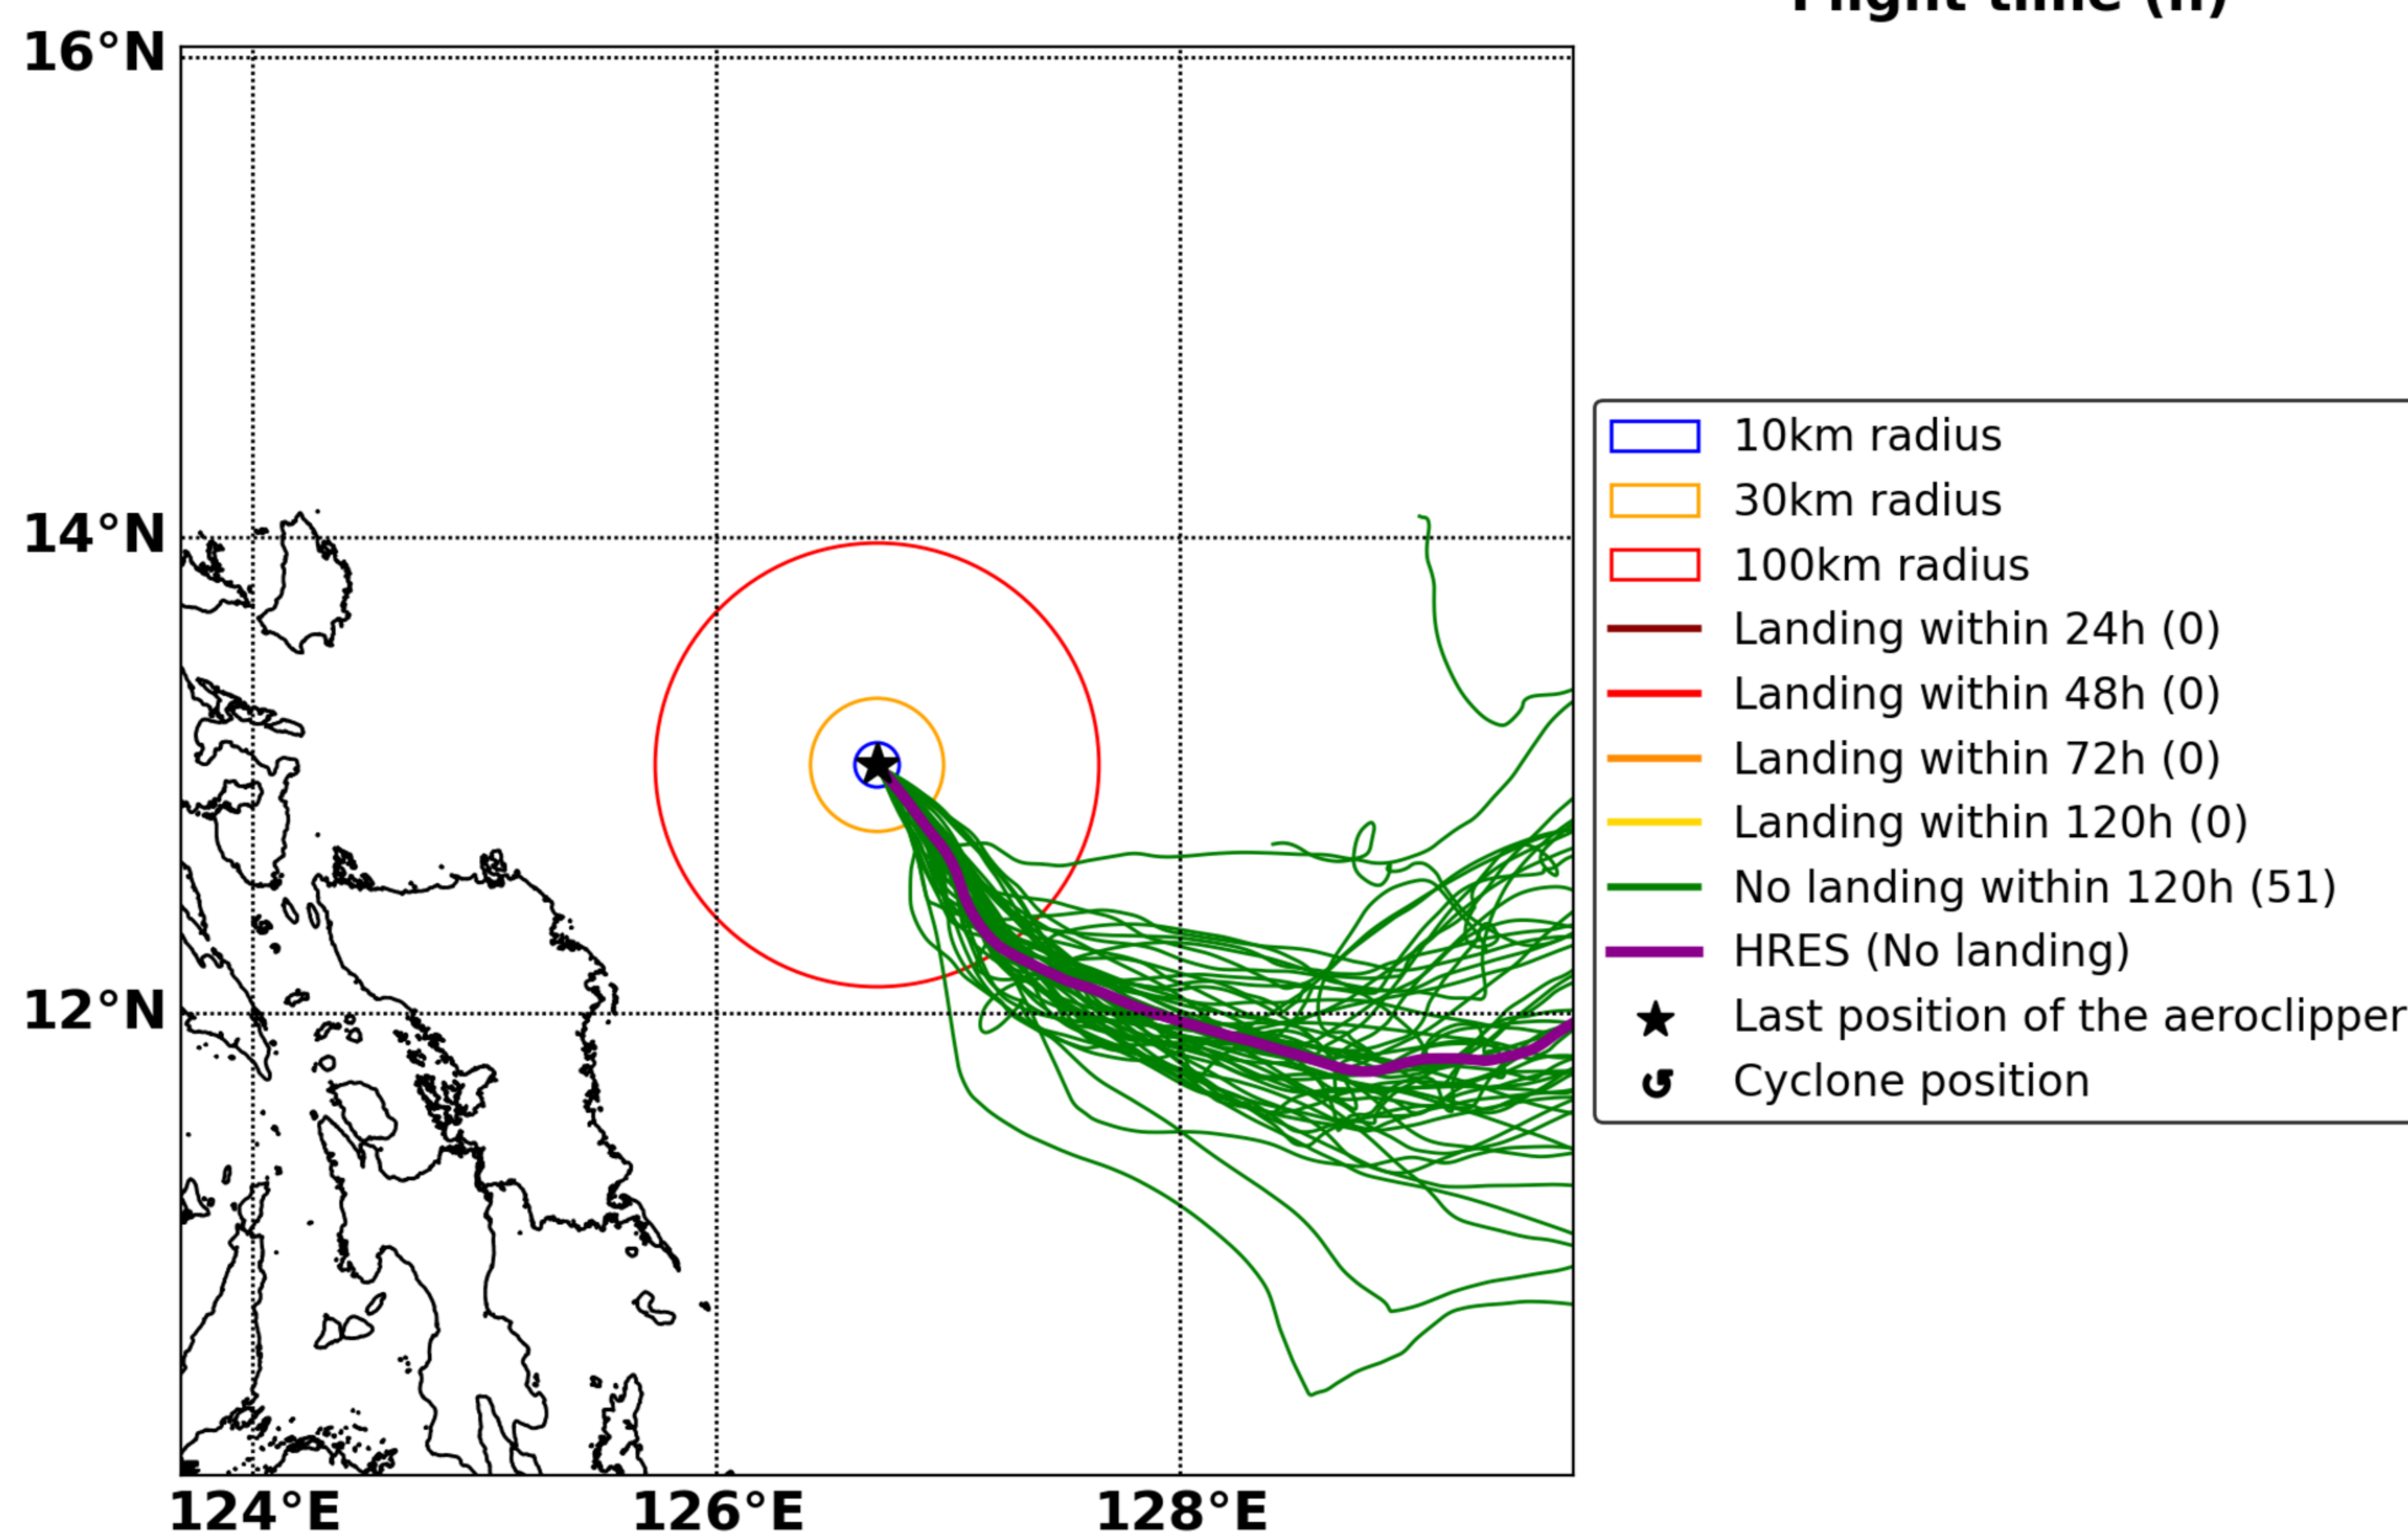 Flight time (h)
16°N
14°N
12°N
124°E
126°E
128°E
10km radius
30km radius
100km radius
Landing within 24h (0)
Landing within 48h (0)
Landing within 72h (0)
Landing within 120h (0)
No landing within 120h (51)
HRES (No landing)
Last position of the aeroclipper
Cyclone position